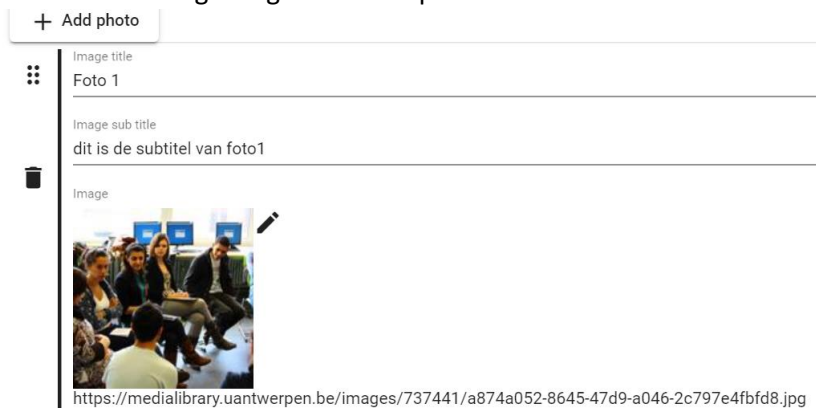 + Add photo
Image title
Foto 1
Image sub title
dit is de subtitel van foto1
Image
https://medialibrary.uantwerpen.be/images/737441/a874a052-8645-47d9-a046-2c797e4fbfd8.jpg